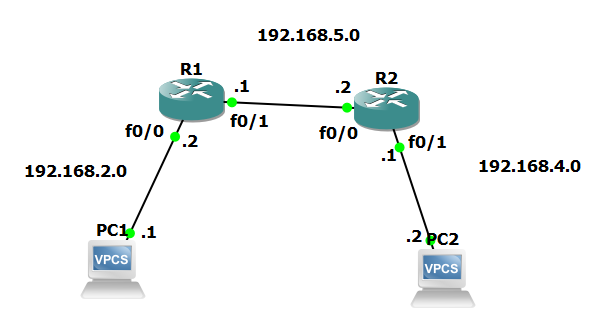 192.168.5.0
R1
R2
.1
.2
f0/0
.2
f0/1
f0/0
f0/1
.1
192.168.2.0
192.168.4.0
PC1
.1
.2
PC2
VPCS
VPCS